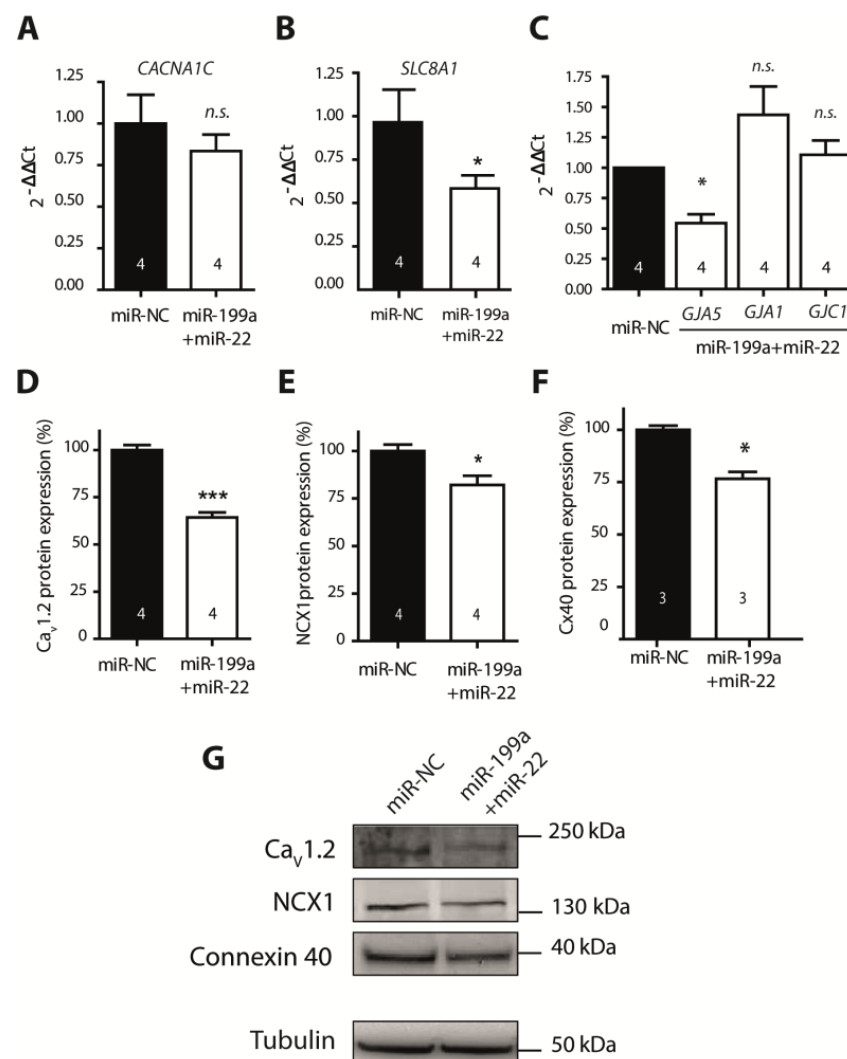 A
CACNA1C
2^-ΔΔCt
1.25
1.00
0.75
0.50
0.25
0.00
n.s.
4
4
miR-NC
miR-199a
+miR-22
B
SLC8A1
2^-ΔΔCt
1.25
1.00
0.75
0.50
0.25
0.00
*
4
4
miR-NC
miR-199a
+miR-22
C
2^-ΔΔCt
1.75
1.50
1.25
1.00
0.75
0.50
0.25
0.00
*
n.s.
n.s.
4
4
4
4
miR-NC
GJA5
GJA1
GJC1
miR-199a+miR-22
D
Cav1.2 protein expression (%)
100
75
50
25
0
***
4
4
miR-NC
miR-199a
+miR-22
E
NCX1protein expression (%)
100
75
50
25
0
*
4
4
miR-NC
miR-199a
+miR-22
F
Cx40 protein expression (%)
100
75
50
25
0
*
3
3
miR-NC
miR-199a
+miR-22
G
miR-NC
miR-199a
+miR-22
CaV1.2
250 kDa
NCX1
130 kDa
Connexin 40
40 kDa
Tubulin
50 kDa